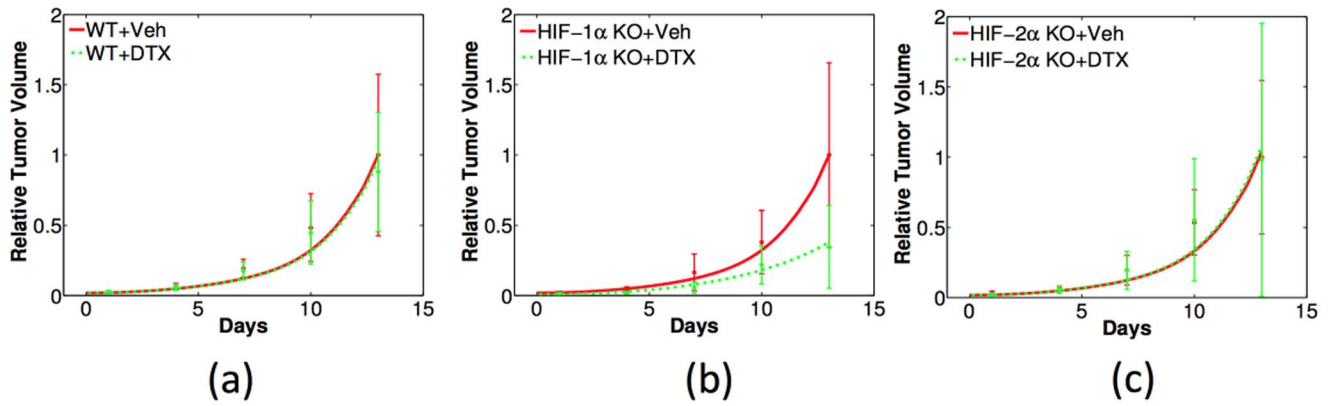 2
WT+Veh
WT+DTX
1.5
1
0.5
0
0 5 10 15
Relative Tumor Volume
Days
(a)
2
HIF−1α KO+Veh
HIF−1α KO+DTX
1.5
1
0.5
0
0 5 10 15
Relative Tumor Volume
Days
(b)
2
HIF−2α KO+Veh
HIF−2α KO+DTX
1.5
1
0.5
0
0 5 10 15
Relative Tumor Volume
Days
(c)